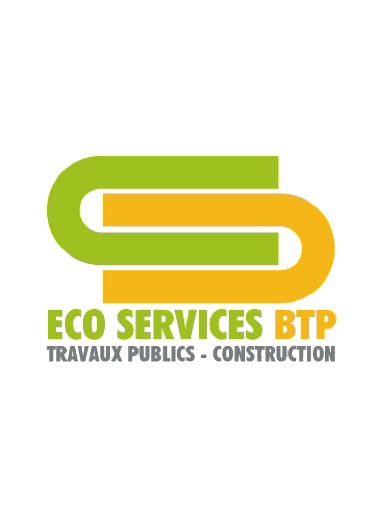 ECO SERVICES BTP
TRAVAUX PUBLICS - CONSTRUCTION